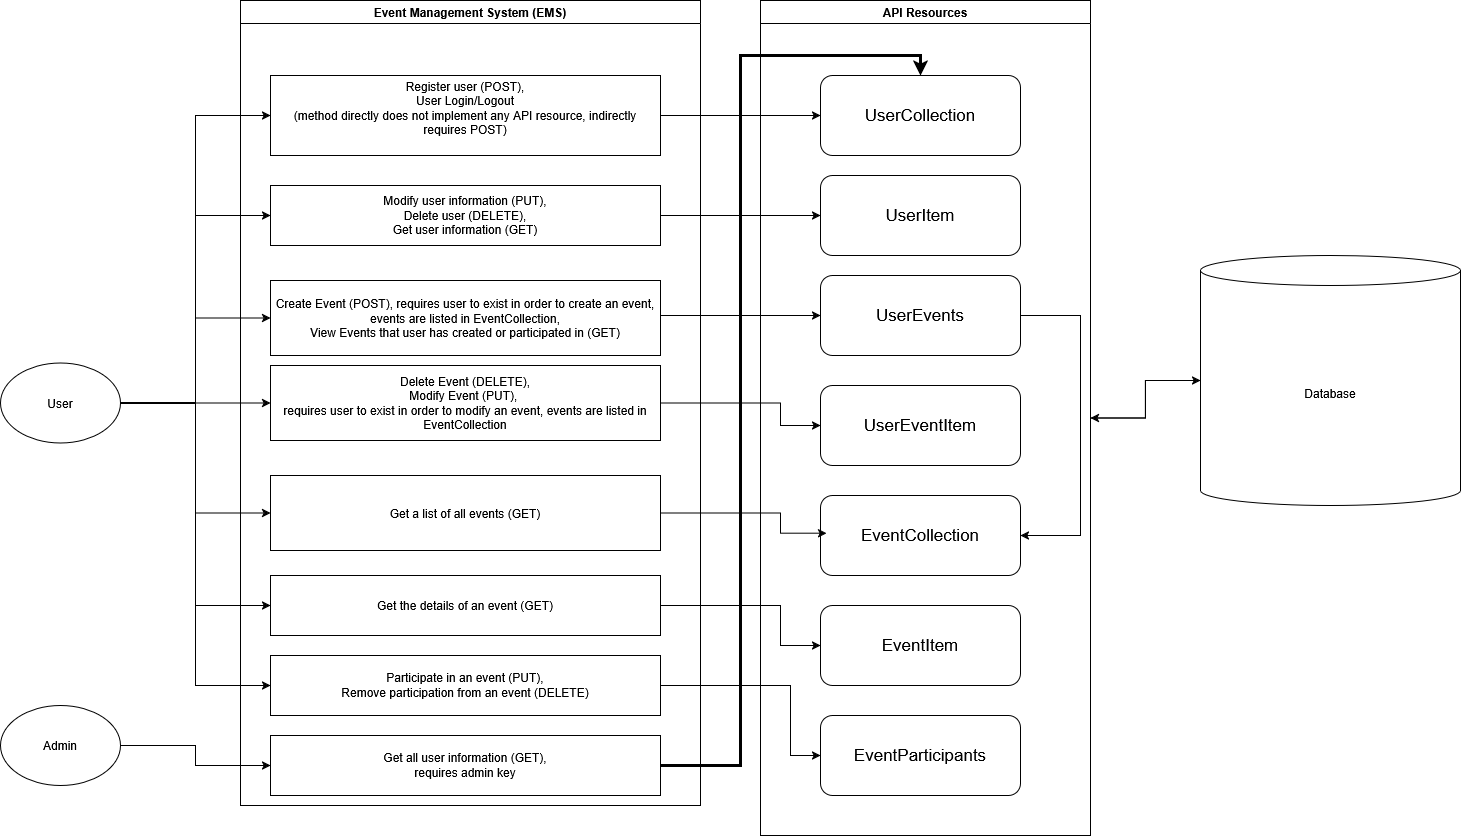 Event Management System (EMS)
API Resources
Register user (POST),
User Login/Logout
(method directly does not implement any API resource, indirectly
requires POST)
UserCollection
Modify user information (PUT),
Delete user (DELETE),
Get user information (GET)
UserItem
Create Event (POST), requires user to exist in order to create an event,
events are listed in EventCollection,
View Events that user has created or participated in (GET)
UserEvents
User
Delete Event (DELETE),
Modify Event (PUT),
requires user to exist in order to modify an event, events are listed in
EventCollection
UserEventItem
Database
Get a list of all events (GET)
EventCollection
Get the details of an event (GET)
EventItem
Participate in an event (PUT),
Remove participation from an event (DELETE)
EventParticipants
Admin
Get all user information (GET),
requires admin key